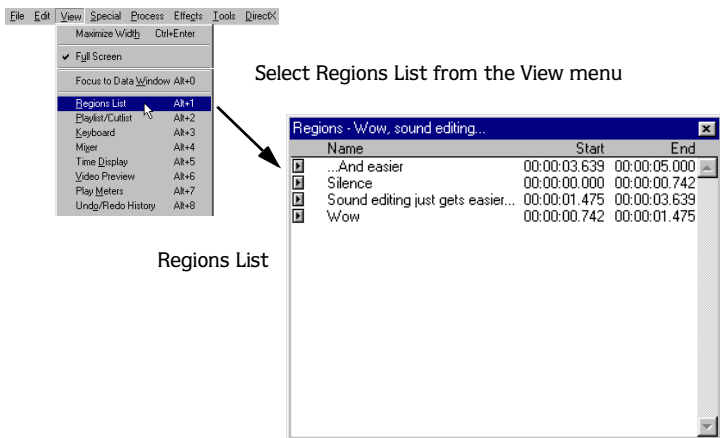 File Edit View Special Process Effects Tools DirectX
Maximize Width Ctrl+Enter
Full Screen
Focus to Data Window Alt+0
Regions List Alt+1
Playlist/Cutlist Alt+2
Keyboard Alt+3
Mixer Alt+4
Time Display Alt+5
Video Preview Alt+6
Play Meters Alt+7
Undo/Redo History Alt+8
Select Regions List from the View menu
Regions - Wow, sound editing...
Name Start End
...And easier 00:00:03.639 00:00:05.000
Silence 00:00:00.000 00:00:00.742
Sound editing just gets easier... 00:00:01.475 00:00:03.639
Wow 00:00:00.742 00:00:01.475
Regions List